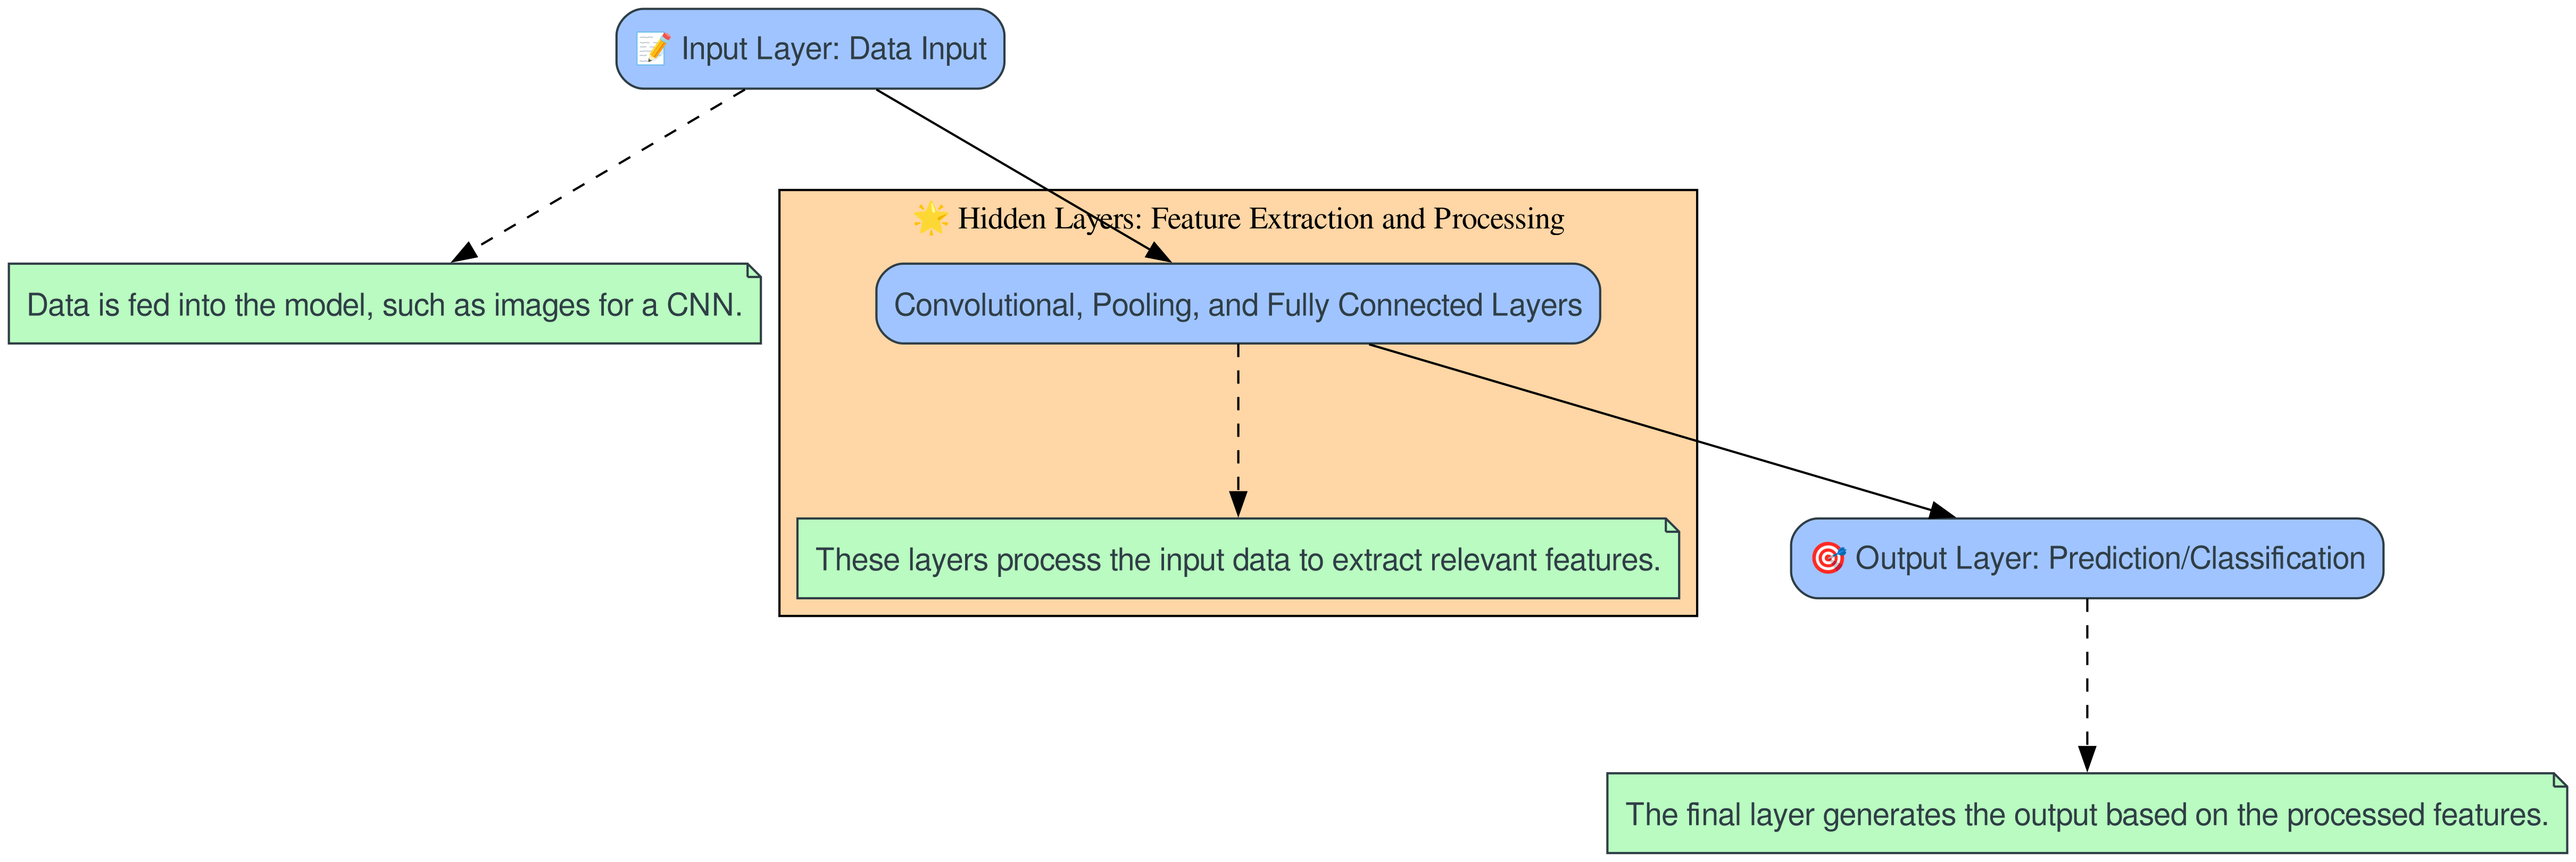 📝 Input Layer: Data Input
🌟 Hidden Layers: Feature Extraction and Processing
Data is fed into the model, such as images for a CNN.
Convolutional, Pooling, and Fully Connected Layers
These layers process the input data to extract relevant features.
🎯 Output Layer: Prediction/Classification
The final layer generates the output based on the processed features.